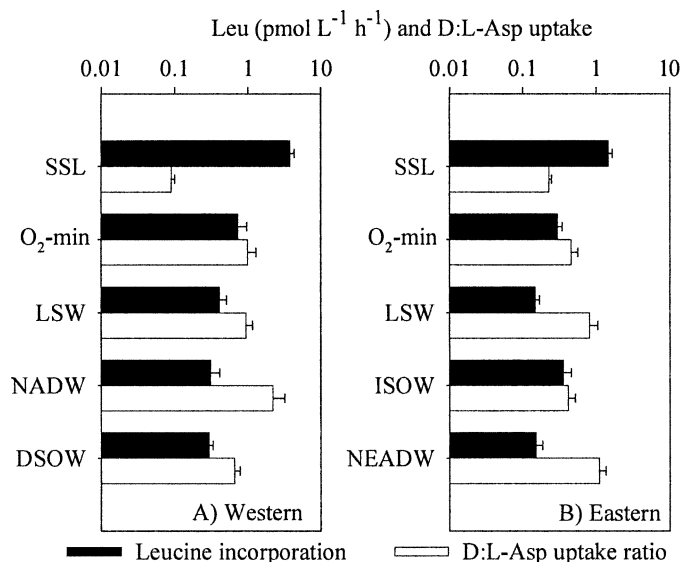 Leu (pmol L⁻¹ h⁻¹) and D:L-Asp uptake
0.01 0.1 1 10 0.01 0.1 1 10
SSL SSL
O₂-min O₂-min
LSW LSW
NADW ISOW
DSOW NEADW
A) Western B) Eastern
Leucine incorporation D:L-Asp uptake ratio